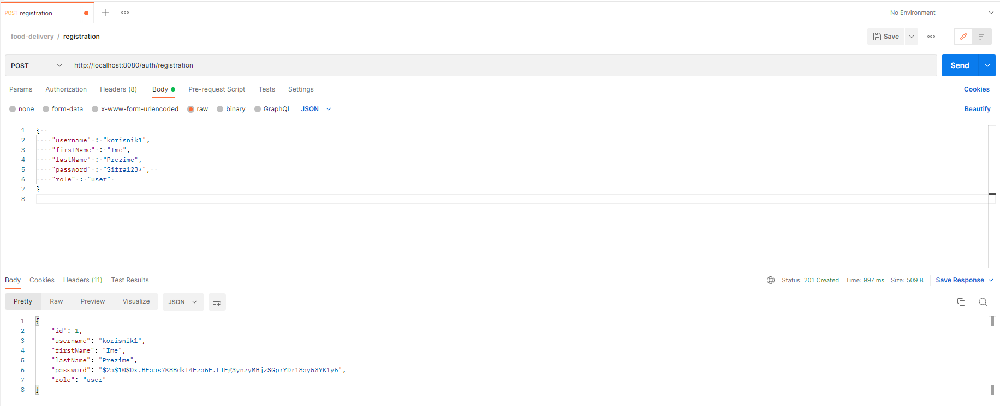 POST registration
No Environment
food-delivery / registration
Save
POST http://localhost:8080/auth/registration Send
Params Authorization Headers (8) Body Pre-request Script Tests Settings Cookies
none form-data x-www-form-urlencoded raw binary GraphQL JSON Beautify
1 {
2 "username" : "korisnik1",
3 "firstName" : "Ime",
4 "lastName" : "Prezime",
5 "password" : "Sifra123*",
6 "role" : "user"
7 }
8
Body Cookies Headers (11) Test Results Status: 201 Created Time: 997 ms Size: 509 B Save Response
Pretty Raw Preview Visualize JSON
1 {
2 "id": 1,
3 "username": "korisnik1",
4 "firstName": "Ime",
5 "lastName": "Prezime",
6 "password": "$2a$10$Dx.BEaas7K8BdkI4Fza6F.LIFg3ynzyMHjzSGprYDr18ay58YK1y6",
7 "role": "user"
8 }